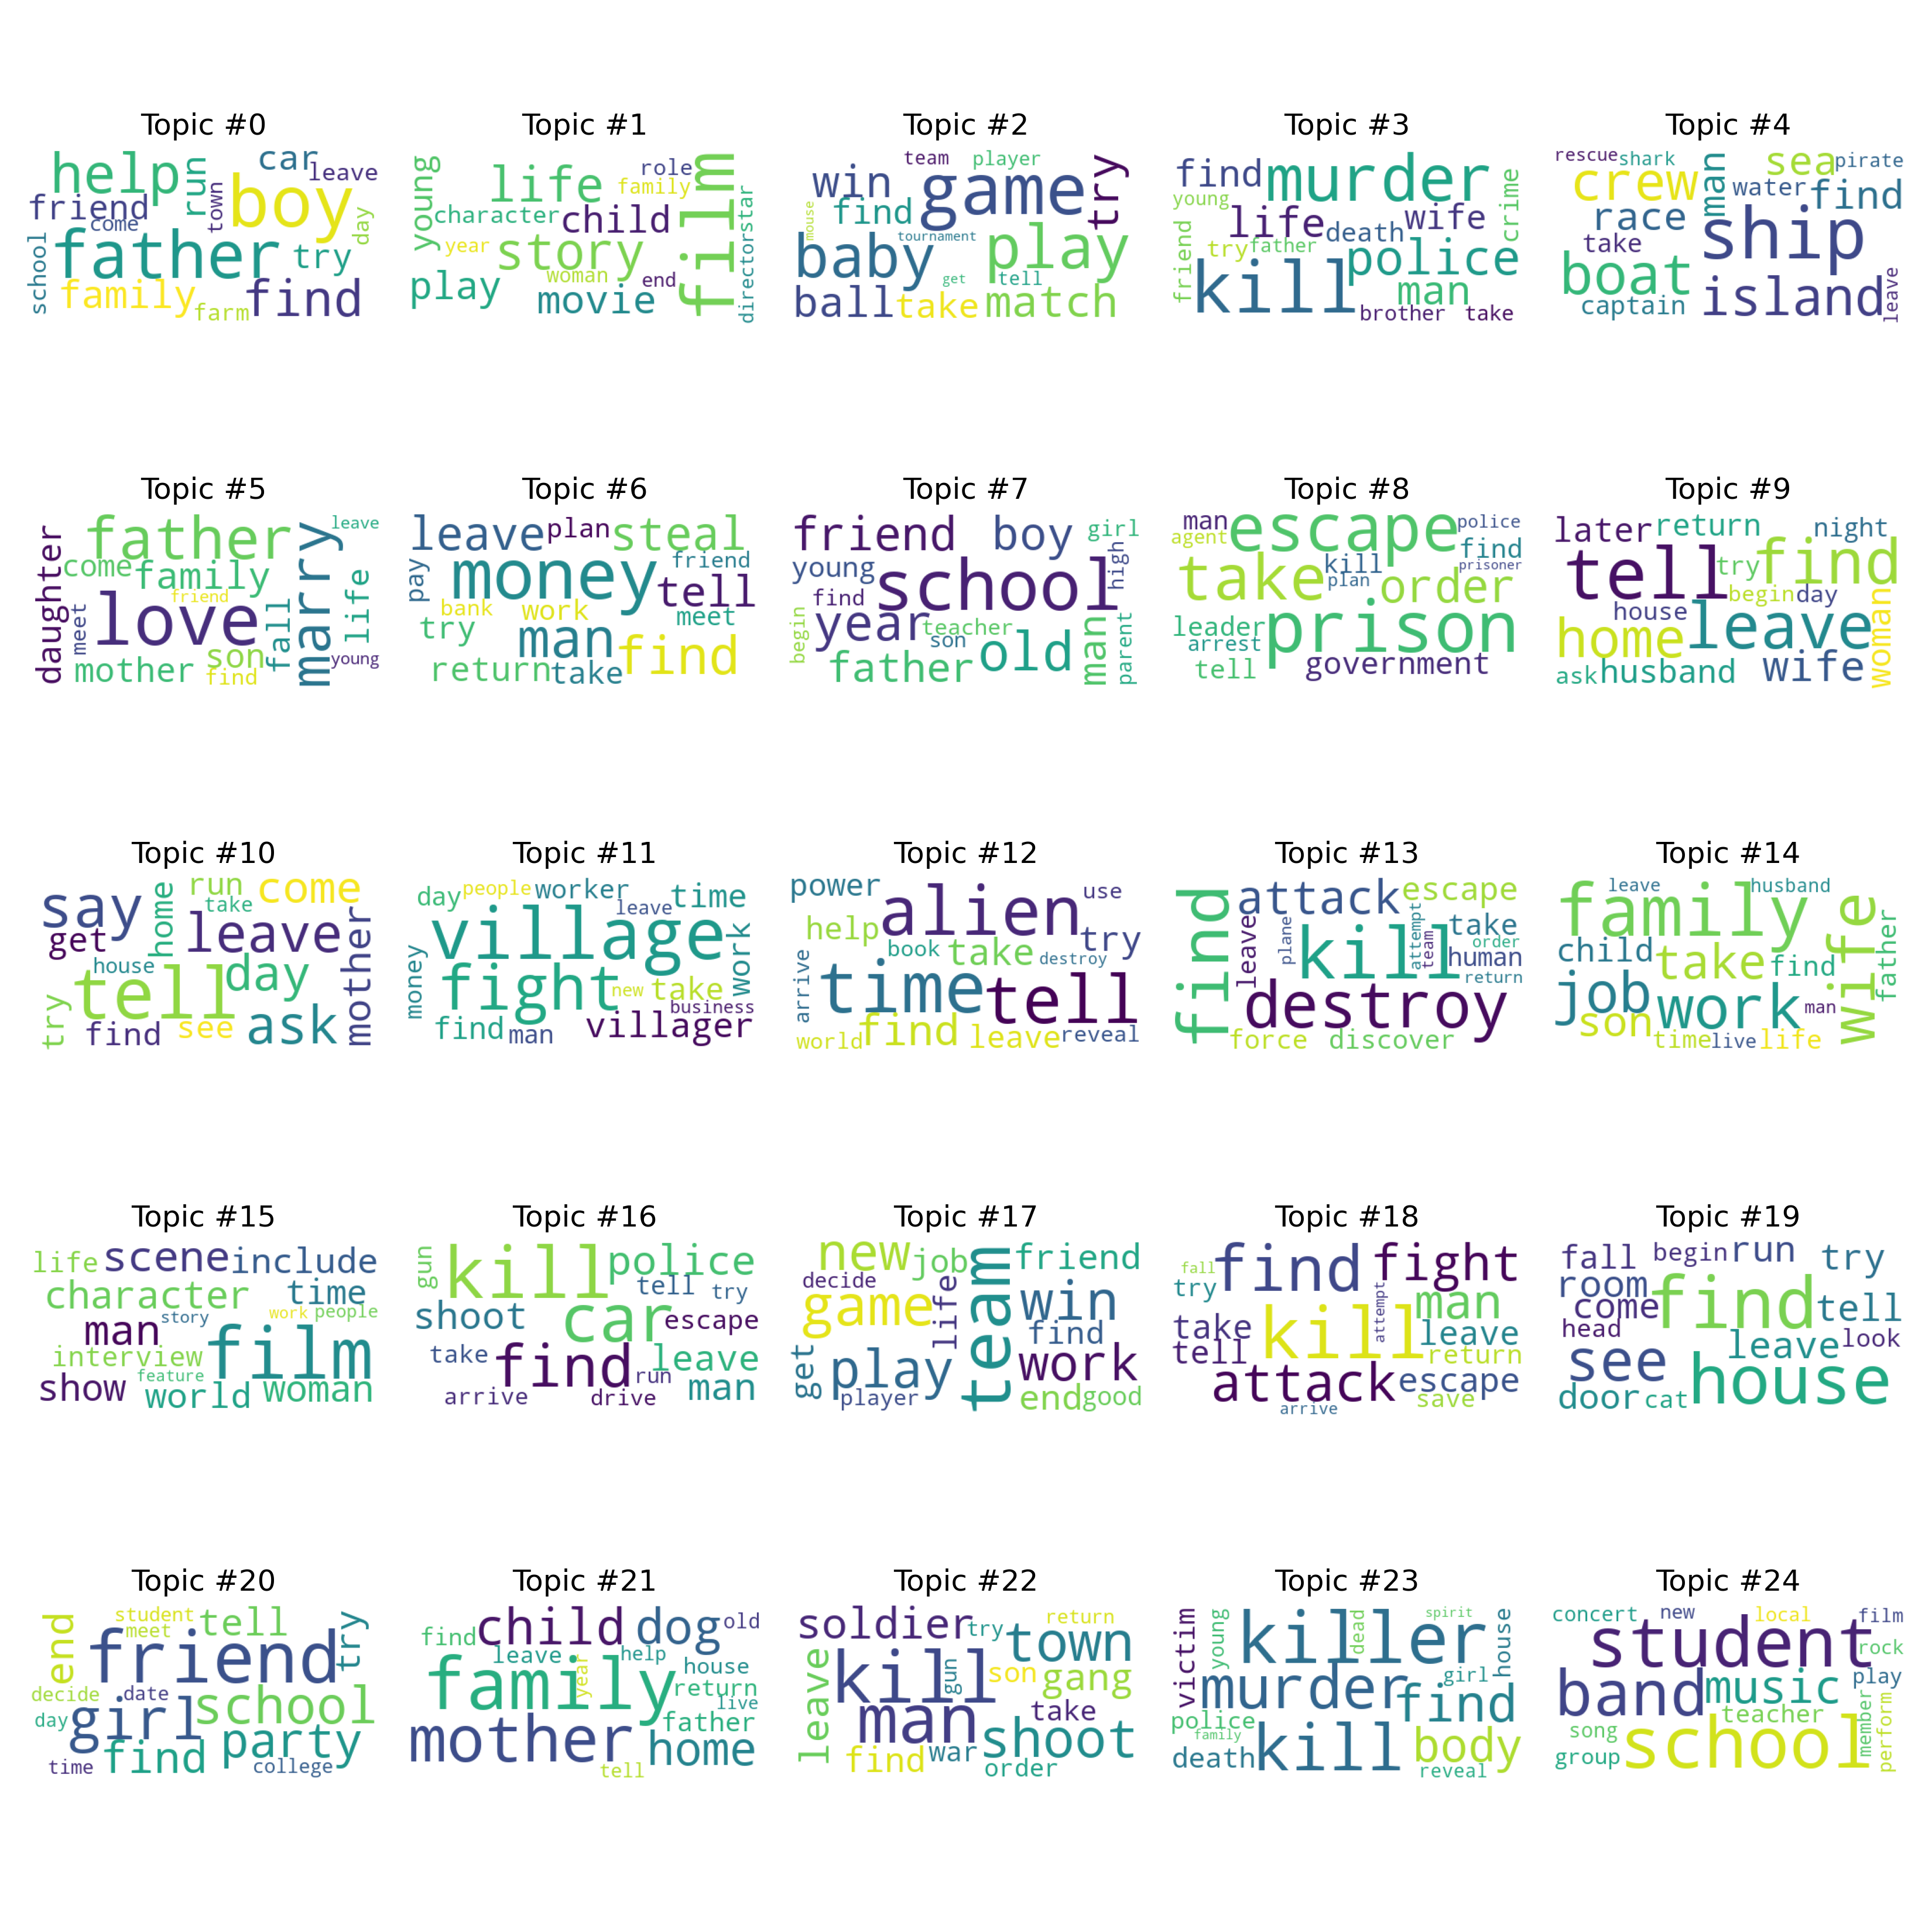 Topic #0
help run car leave
friend come town boy day
school father try
family farm find
Topic #1
young life role family film
character child
year story woman end
play movie director star
Topic #2
team player
win game try
mouse find tournament
baby get play tell
ball take match
Topic #3
find murder
young life wife crime
friend try father death police
kill man
brother take
Topic #4
rescue shark man sea pirate
crew water find
race ship
take
boat island
captain leave
Topic #5
daughter father marry leave
come family
meet love friend fall life
mother son find young
Topic #6
leave plan steal
pay money friend
tell
bank work meet
try man find
return take
Topic #7
friend boy girl
young school high
find
begin year teacher old man
son
father parent
Topic #8
man escape police
agent find
take kill order prisoner
plan
leader prison
arrest
tell government
Topic #9
later return night
tell try find
house begin day
home leave woman
ask husband wife
Topic #10
say home run come
take
get leave mother
house tell day
try find see ask
Topic #11
day people worker time
leave
money village work
fight new take
business
find man villager
Topic #12
power alien use
help book take try
destroy
arrive time tell
world find leave reveal
Topic #13
find attack escape
leave plane kill attempt team take
order
human
return
destroy
force discover
Topic #14
leave husband
family wife father
child take find
job work man
son time live life
Topic #15
life scene include
character time
story work people
man film
interview
feature
show world woman
Topic #16
gun kill police
tell try
shoot car escape
take find run leave
arrive drive man
Topic #17
new job team friend
decide life win
game find
get play work
player end good
Topic #18
fall find fight
try attempt man
take kill leave
tell return
attack escape
arrive save
Topic #19
fall begin run try
room find tell
come
head leave look
see house
door cat
Topic #20
end student tell try
meet
friend
decide date school
day girl
find party
time college
Topic #21
child dog old
find leave help
family year house
return
live
mother father
home
tell
Topic #22
soldier try return
town
leave kill gun son gang
man take
find war shoot
order
Topic #23
victim young killer dead spirit house
girl
murder find
police
family
death kill body
reveal
Topic #24
concert new local film
student rock
band music play
teacher
song school member perform
group